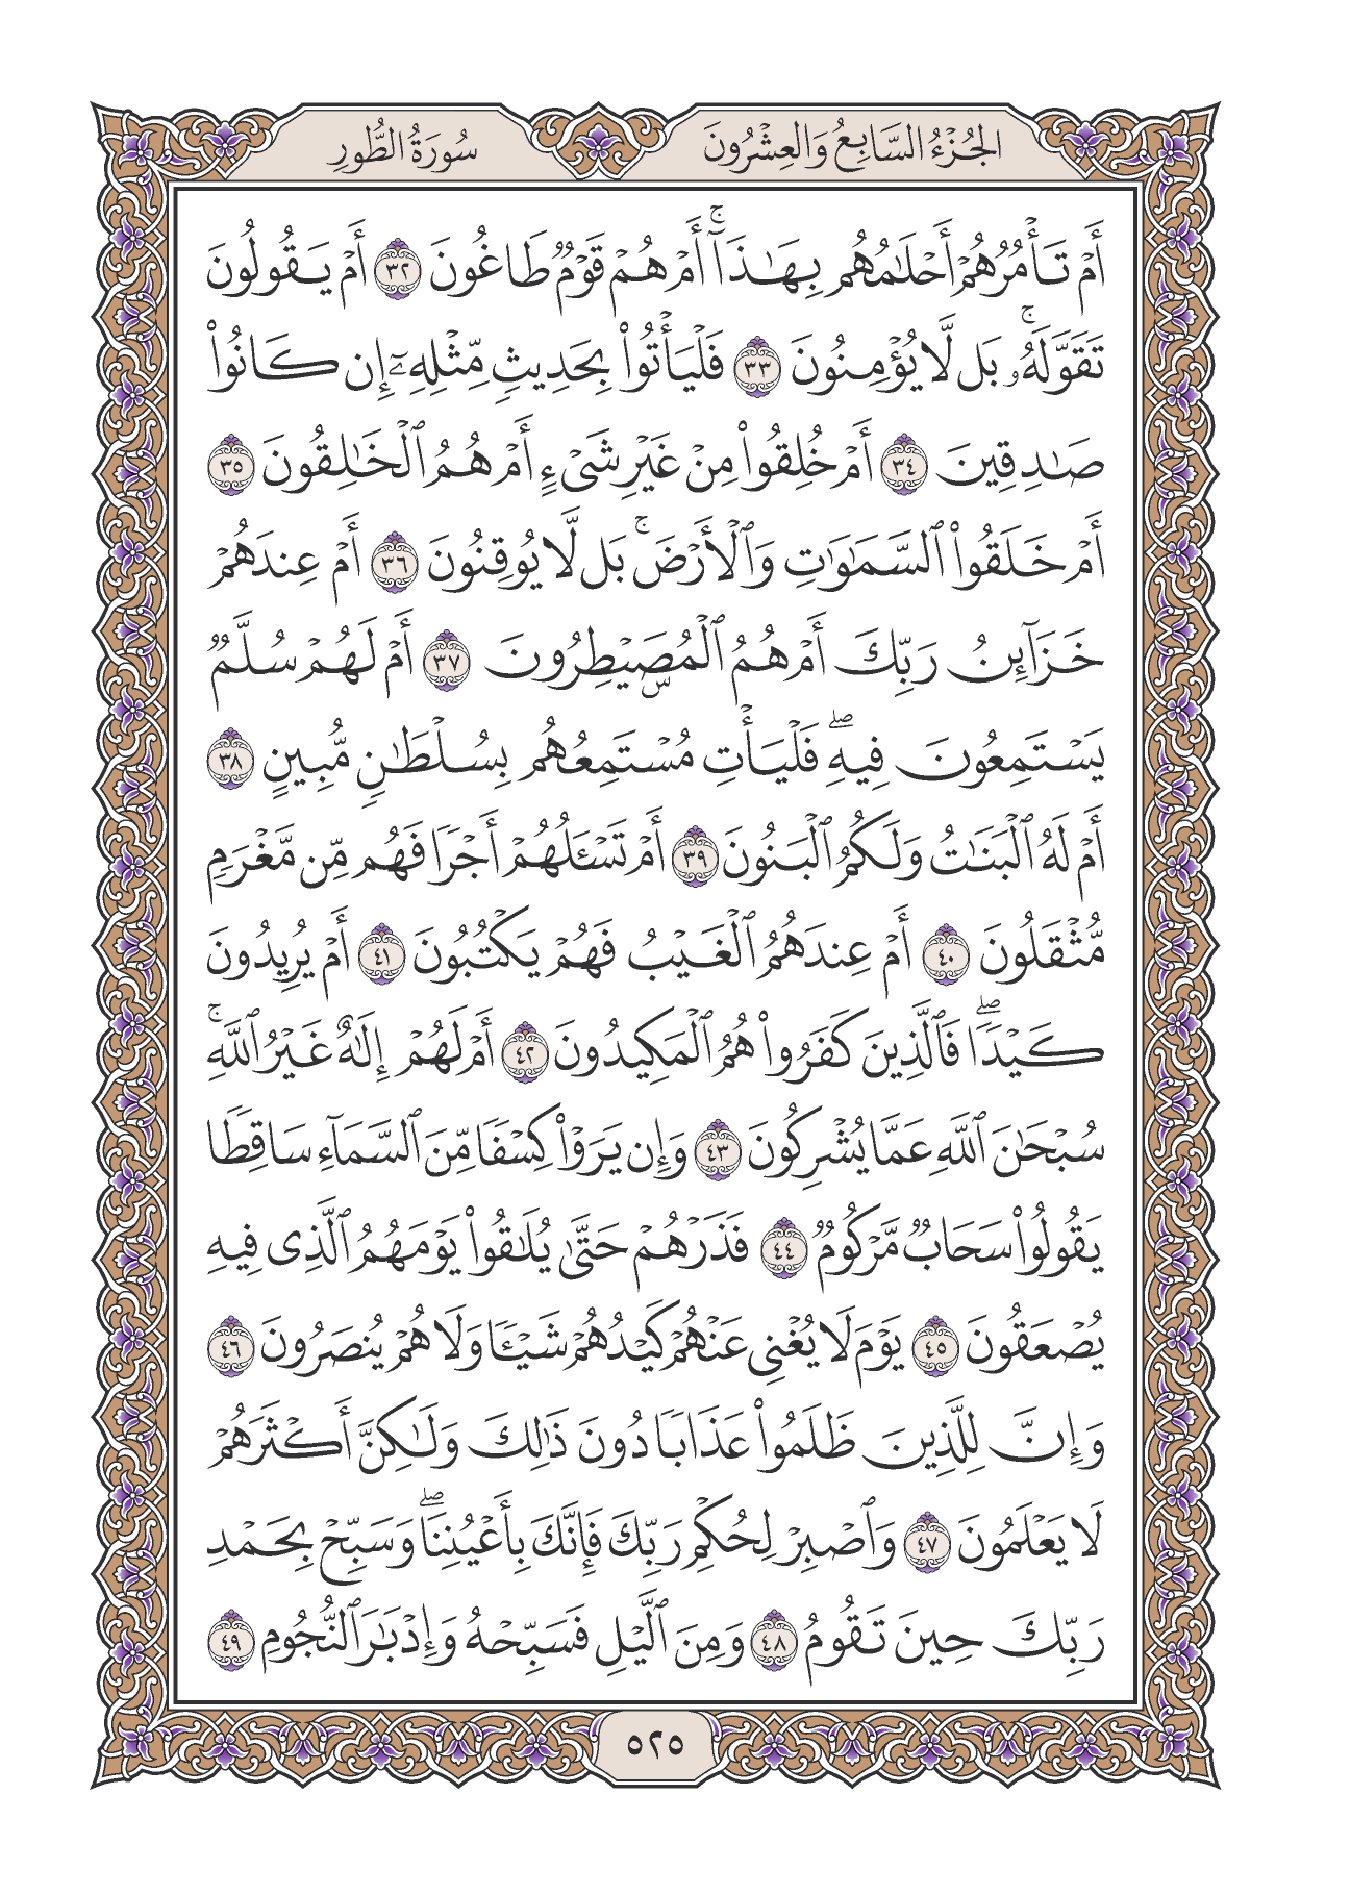 الجُزْءُ السَّابِعُ وَالعِشْرُونَ
سُورَةُ الطُّورِ
أَمْ تَأْمُرُهُمْ أَحْلَٰمُهُم بِهَٰذَآۚ أَمْ هُمْ قَوْمٌ طَاغُونَ ٣٢ أَمْ يَقُولُونَ
تَقَوَّلَهُۥۚ بَل لَّا يُؤْمِنُونَ ٣٣ فَلْيَأْتُوا۟ بِحَدِيثٍ مِّثْلِهِۦٓ إِن كَانُوا۟
صَٰدِقِينَ ٣٤ أَمْ خُلِقُوا۟ مِنْ غَيْرِ شَىْءٍ أَمْ هُمُ ٱلْخَٰلِقُونَ ٣٥
أَمْ خَلَقُوا۟ ٱلسَّمَٰوَٰتِ وَٱلْأَرْضَۚ بَل لَّا يُوقِنُونَ ٣٦ أَمْ عِندَهُمْ
خَزَآئِنُ رَبِّكَ أَمْ هُمُ ٱلْمُصَۣيْطِرُونَ ٣٧ أَمْ لَهُمْ سُلَّمٌ
يَسْتَمِعُونَ فِيهِۖ فَلْيَأْتِ مُسْتَمِعُهُم بِسُلْطَٰنٍ مُّبِينٍ ٣٨
أَمْ لَهُ ٱلْبَنَٰتُ وَلَكُمُ ٱلْبَنُونَ ٣٩ أَمْ تَسْـَٔلُهُمْ أَجْرًا فَهُم مِّن مَّغْرَمٍ
مُّثْقَلُونَ ٤٠ أَمْ عِندَهُمُ ٱلْغَيْبُ فَهُمْ يَكْتُبُونَ ٤١ أَمْ يُرِيدُونَ
كَيْدًاۖ فَٱلَّذِينَ كَفَرُوا۟ هُمُ ٱلْمَكِيدُونَ ٤٢ أَمْ لَهُمْ إِلَٰهٌ غَيْرُ ٱللَّهِۚ
سُبْحَٰنَ ٱللَّهِ عَمَّا يُشْرِكُونَ ٤٣ وَإِن يَرَوْا۟ كِسْفًا مِّنَ ٱلسَّمَآءِ سَاقِطًا
يَقُولُوا۟ سَحَابٌ مَّرْكُومٌ ٤٤ فَذَرْهُمْ حَتَّىٰ يُلَٰقُوا۟ يَوْمَهُمُ ٱلَّذِى فِيهِ
يُصْعَقُونَ ٤٥ يَوْمَ لَا يُغْنِى عَنْهُمْ كَيْدُهُمْ شَيْـًٔا وَلَا هُمْ يُنصَرُونَ ٤٦
وَإِنَّ لِلَّذِينَ ظَلَمُوا۟ عَذَابًا دُونَ ذَٰلِكَ وَلَٰكِنَّ أَكْثَرَهُمْ
لَا يَعْلَمُونَ ٤٧ وَٱصْبِرْ لِحُكْمِ رَبِّكَ فَإِنَّكَ بِأَعْيُنِنَاۖ وَسَبِّحْ بِحَمْدِ
رَبِّكَ حِينَ تَقُومُ ٤٨ وَمِنَ ٱلَّيْلِ فَسَبِّحْهُ وَإِدْبَٰرَ ٱلنُّجُومِ ٤٩
٥٢٥